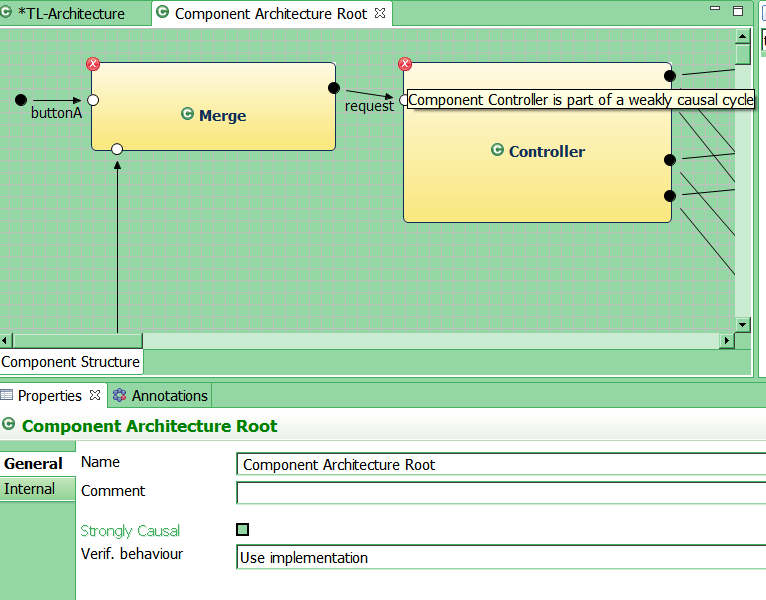 *TL-Architecture
Component Architecture Root
buttonA
Merge
request
Component Controller is part of a weakly causal cycle
Controller
Component Structure
Properties
Annotations
Component Architecture Root
General
Internal
Name
Component Architecture Root
Comment
Strongly Causal
Verif. behaviour
Use implementation